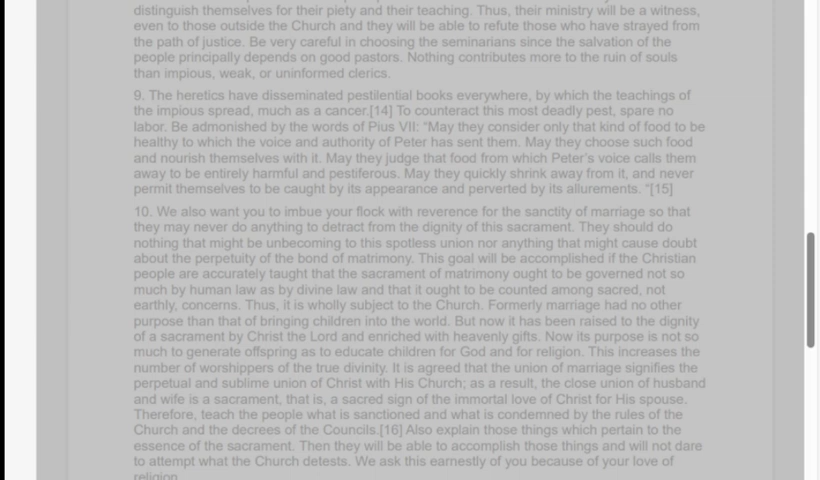 distinguish themselves for their piety and their teaching. Thus, their ministry will be a witness,
even to those outside the Church and they will be able to refute those who have strayed from
the path of justice. Be very careful in choosing the seminarians since the salvation of the
people principally depends on good pastors. Nothing contributes more to the ruin of souls
than impious, weak, or uninformed clerics.
9. The heretics have disseminated pestilential books everywhere, by which the teachings of
the impious spread, much as a cancer.[14] To counteract this most deadly pest, spare no
labor. Be admonished by the words of Pius VII: “May they consider only that kind of food to be
healthy to which the voice and authority of Peter has sent them. May they choose such food
and nourish themselves with it. May they judge that food from which Peter’s voice calls them
away to be entirely harmful and pestiferous. May they quickly shrink away from it, and never
permit themselves to be caught by its appearance and perverted by its allurements. “[15]
10. We also want you to imbue your flock with reverence for the sanctity of marriage so that
they may never do anything to detract from the dignity of this sacrament. They should do
nothing that might be unbecoming to this spotless union nor anything that might cause doubt
about the perpetuity of the bond of matrimony. This goal will be accomplished if the Christian
people are accurately taught that the sacrament of matrimony ought to be governed not so
much by human law as by divine law and that it ought to be counted among sacred, not
earthly, concerns. Thus, it is wholly subject to the Church. Formerly marriage had no other
purpose than that of bringing children into the world. But now it has been raised to the dignity
of a sacrament by Christ the Lord and enriched with heavenly gifts. Now its purpose is not so
much to generate offspring as to educate children for God and for religion. This increases the
number of worshippers of the true divinity. It is agreed that the union of marriage signifies the
perpetual and sublime union of Christ with His Church; as a result, the close union of husband
and wife is a sacrament, that is, a sacred sign of the immortal love of Christ for His spouse.
Therefore, teach the people what is sanctioned and what is condemned by the rules of the
Church and the decrees of the Councils.[16] Also explain those things which pertain to the
essence of the sacrament. Then they will be able to accomplish those things and will not dare
to attempt what the Church detests. We ask this earnestly of you because of your love of
religion.